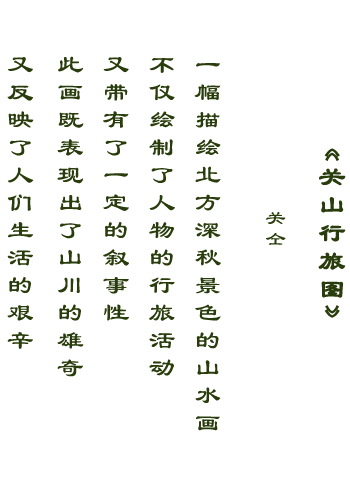 《关山行旅图》
关仝
一幅描绘北方深秋景色的山水画
不仅绘制了人物的行旅活动
又带有了一定的叙事性
此画既表现出了山川的雄奇
又反映了人们生活的艰辛